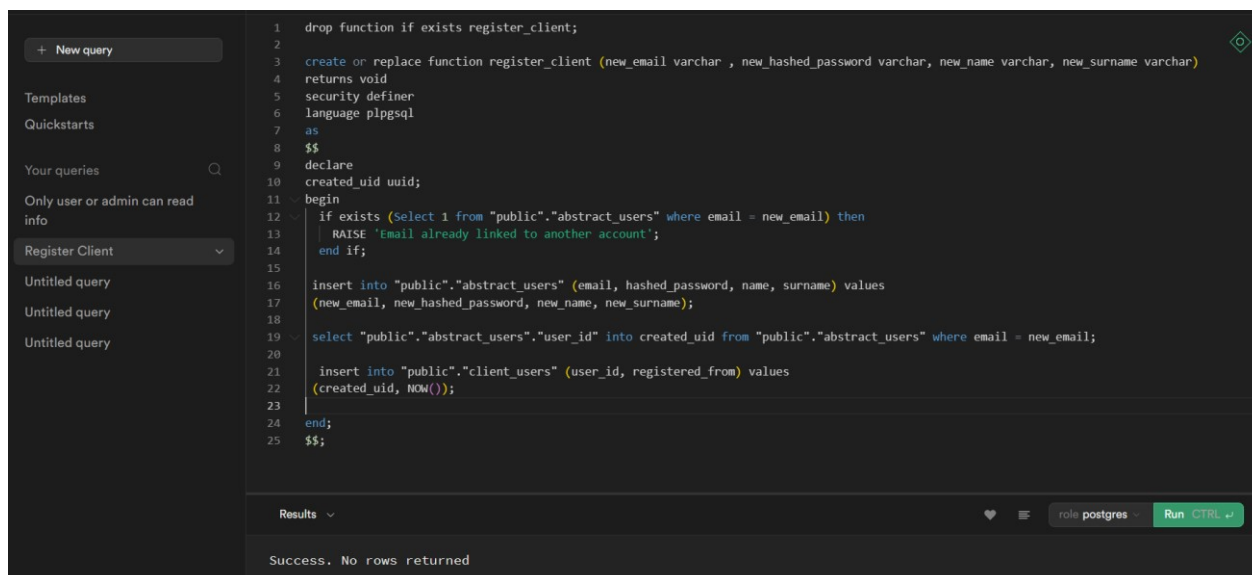 + New query
Templates
Quickstarts
Your queries
Only user or admin can read
info
Register Client
Untitled query
Untitled query
Untitled query
1 drop function if exists register_client;
2
3 create or replace function register_client (new_email varchar , new_hashed_password varchar, new_name varchar, new_surname varchar)
4 returns void
5 security definer
6 language plpgsql
7 as
8 $$
9 declare
10 created_uid uuid;
11 begin
12 if exists (Select 1 from "public"."abstract_users" where email = new_email) then
13 RAISE 'Email already linked to another account';
14 end if;
15
16 insert into "public"."abstract_users" (email, hashed_password, name, surname) values
17 (new_email, new_hashed_password, new_name, new_surname);
18
19 select "public"."abstract_users"."user_id" into created_uid from "public"."abstract_users" where email = new_email;
20
21 insert into "public"."client_users" (user_id, registered_from) values
22 (created_uid, NOW());
23
24 end;
25 $$;
Results
role postgres
Run CTRL ↵
Success. No rows returned